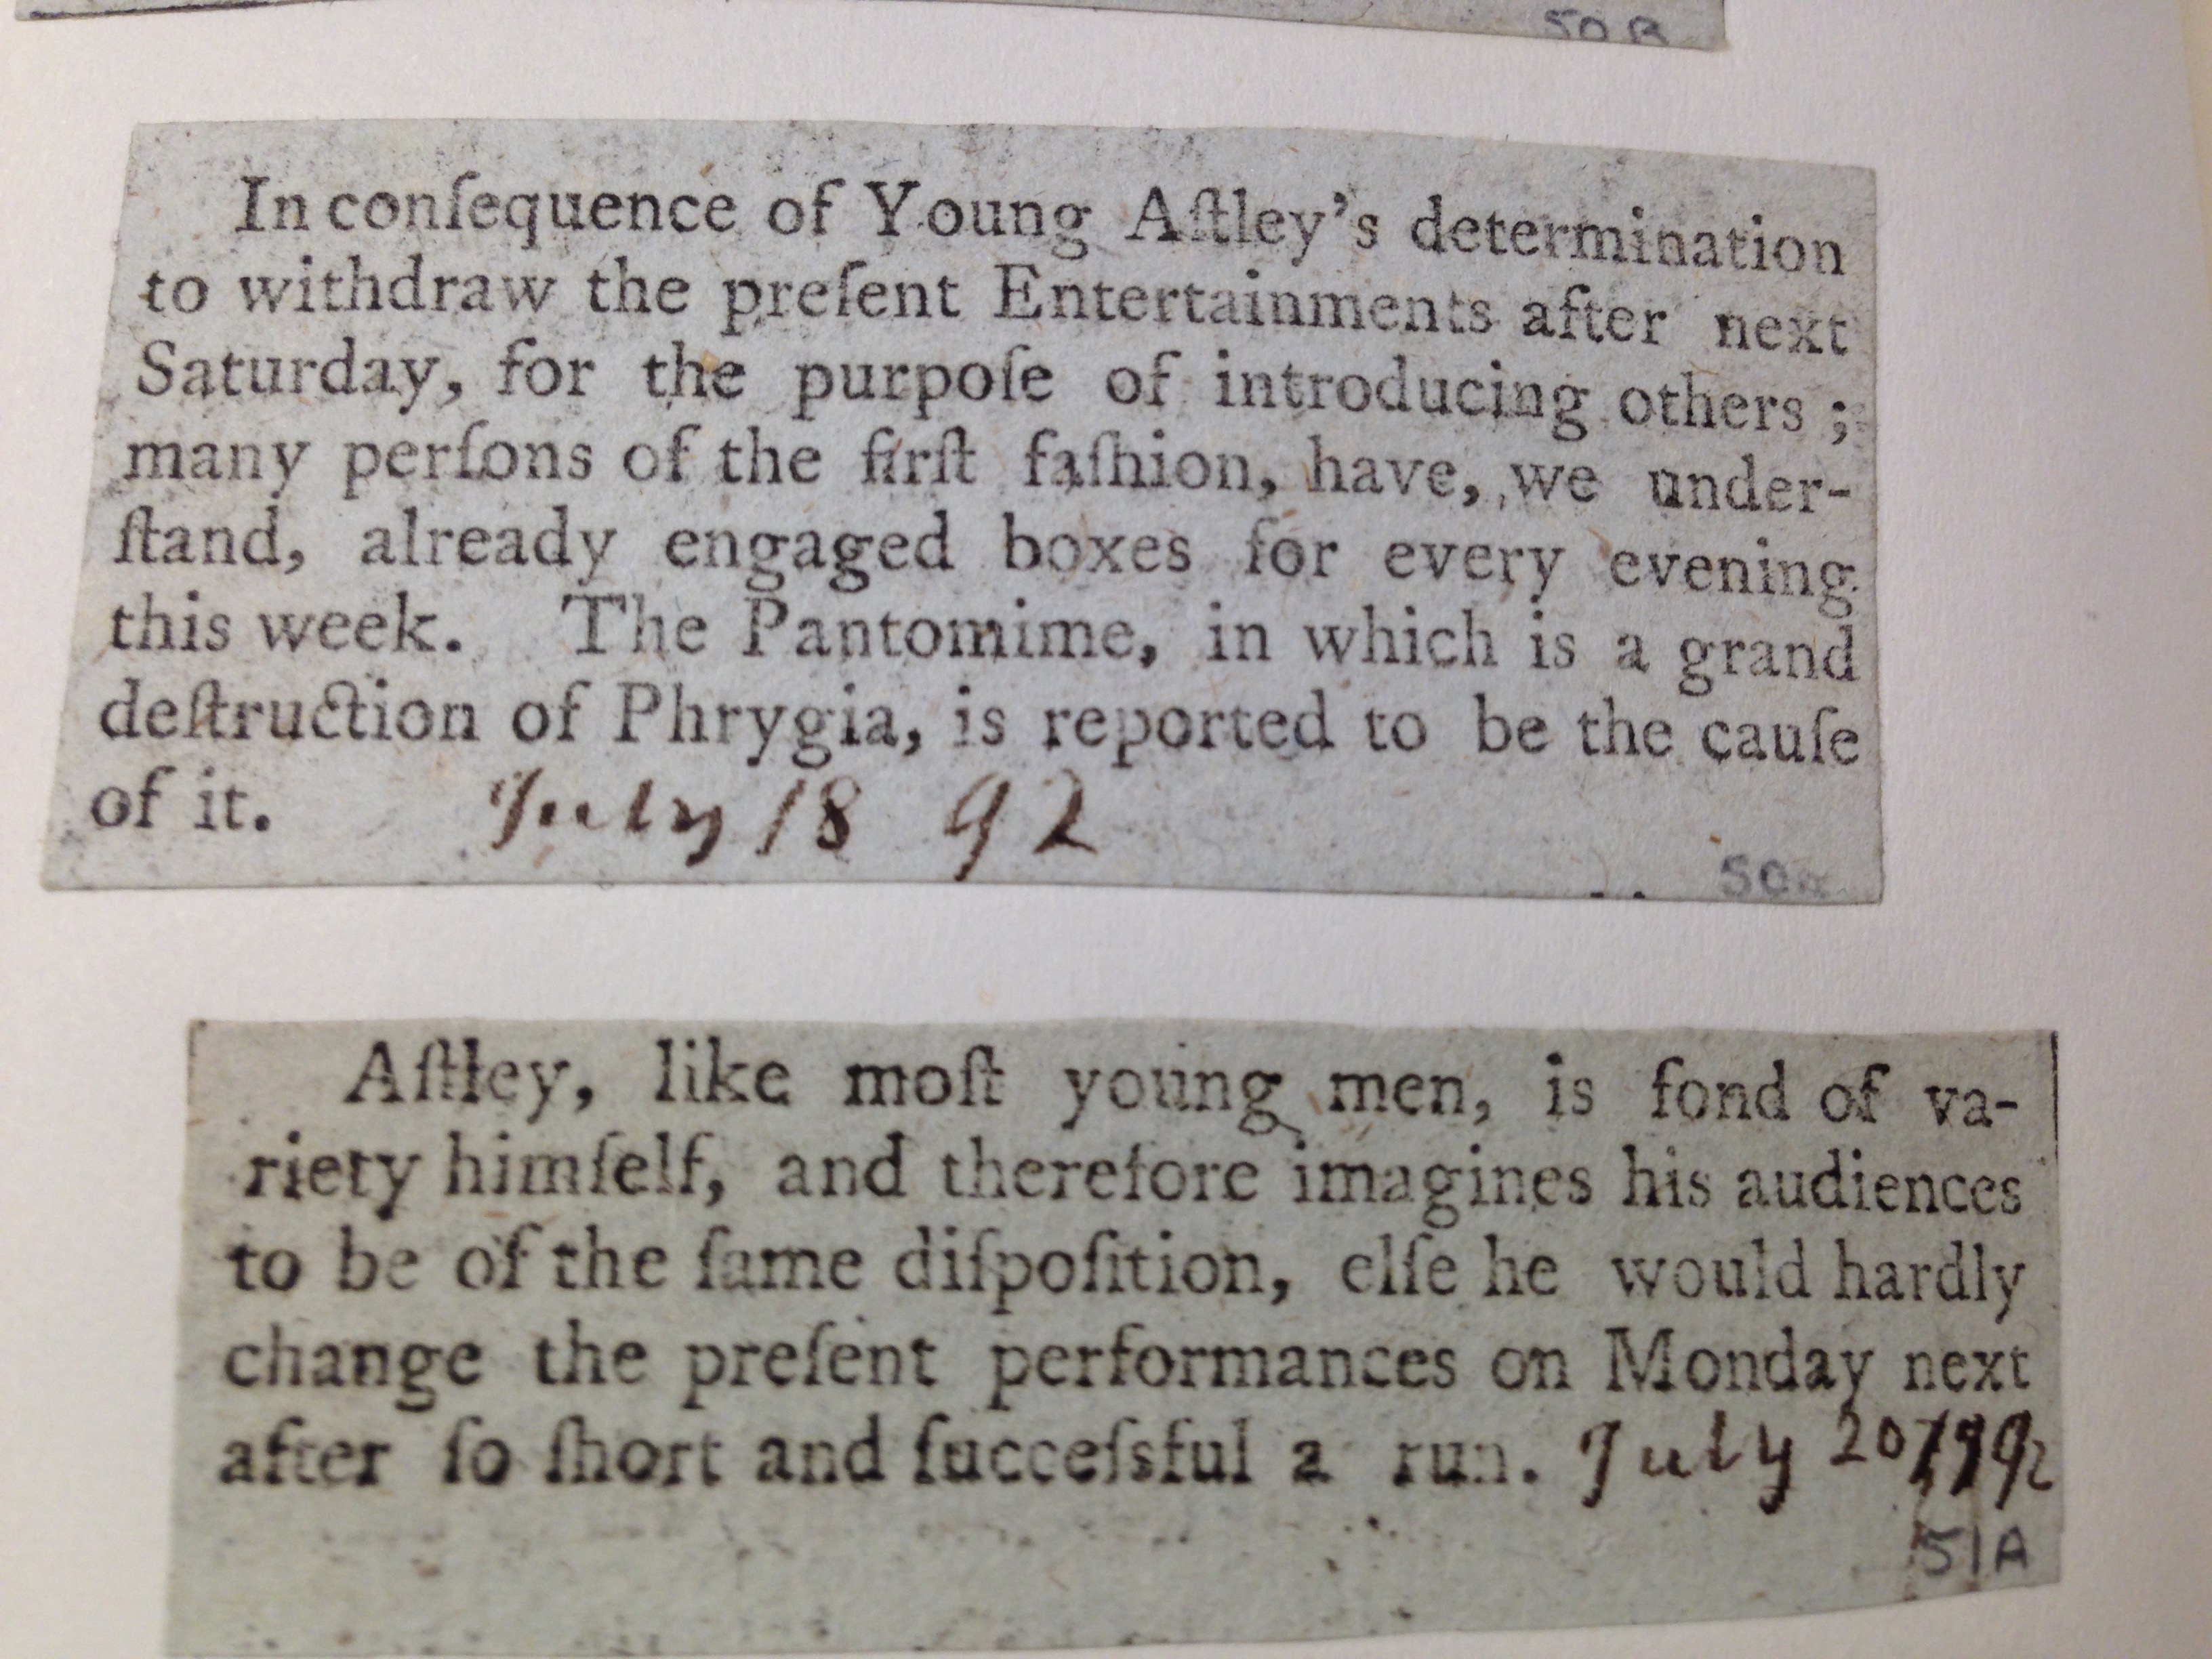 50B
In conſequence of Young Aſtley's determination
to withdraw the preſent Entertainments after next
Saturday, for the purpoſe of introducing others ;
many perſons of the firſt faſhion, have, we under-
ſtand, already engaged boxes for every evening
this week. The Pantomime, in which is a grand
deſtruction of Phrygia, is reported to be the cauſe
of it. July 18 92
Aſtley, like moſt young men, is fond of va-
riety himſelf, and therefore imagines his audiences
to be of the ſame diſpoſition, elſe he would hardly
change the preſent performances on Monday next
after ſo ſhort and ſucceſsful a run. July 20 1792
51A